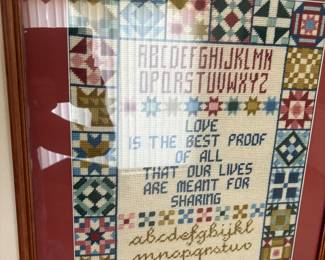 ABCDEFGHIJKLMN
OPQRSTUVWXYZ
LOVE
IS THE BEST PROOF
OF ALL
THAT OUR LIVES
ARE MEANT FOR
SHARING
abcdefghijkl
mnopqrstuv